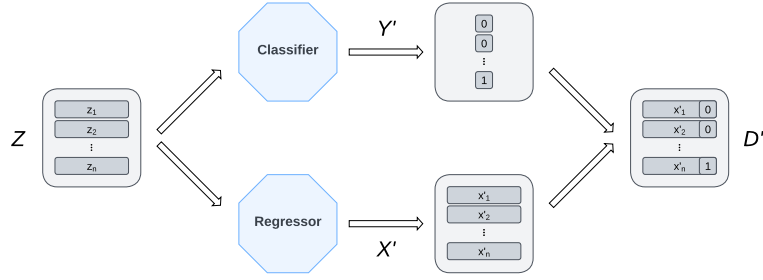 Z
z₁
z₂
⋮
zₙ
Classifier
Y'
0
0
⋮
1
Regressor
X'
x'₁
x'₂
⋮
x'ₙ
x'₁ 0
x'₂ 0
⋮
x'ₙ 1
D'